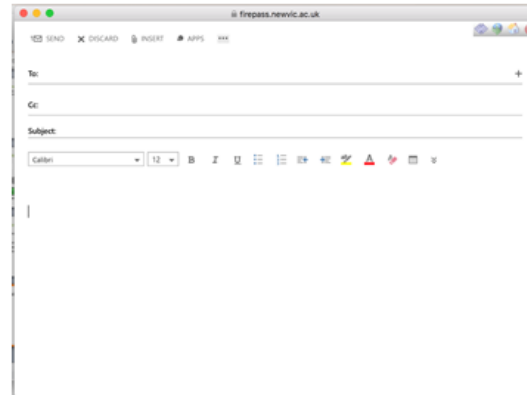 firepass.newvic.ac.uk
SEND DISCARD INSERT APPS
To:
Cc:
Subject:
Calibri 12 B I U A